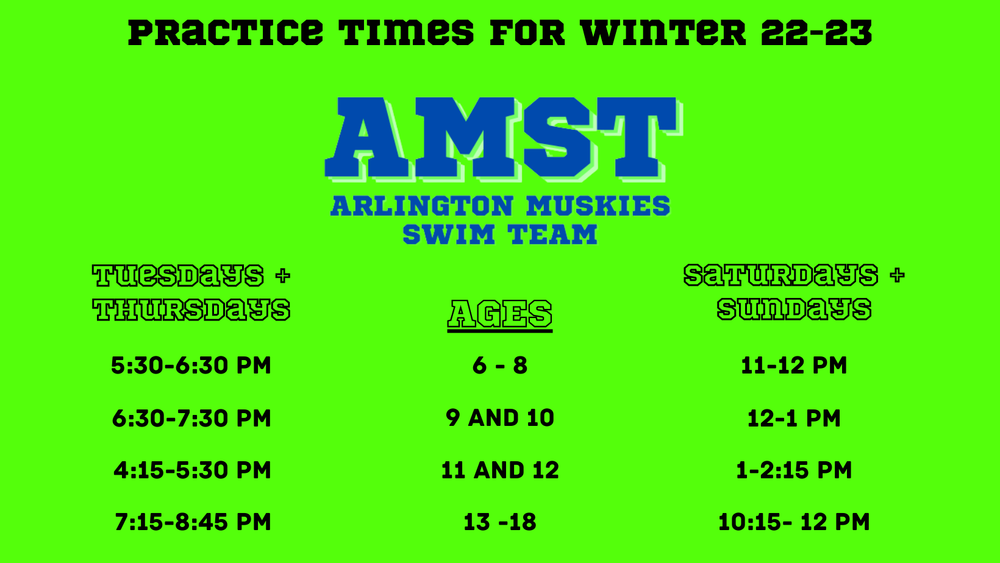 PRACTICE TIMES FOR WINTER 22-23
AMST
ARLINGTON MUSKIES
SWIM TEAM
TUESDAYS +
THURSDAYS
AGES
SATURDAYS +
SUNDAYS
5:30-6:30 PM
6 - 8
11-12 PM
6:30-7:30 PM
9 AND 10
12-1 PM
4:15-5:30 PM
11 AND 12
1-2:15 PM
7:15-8:45 PM
13 -18
10:15- 12 PM